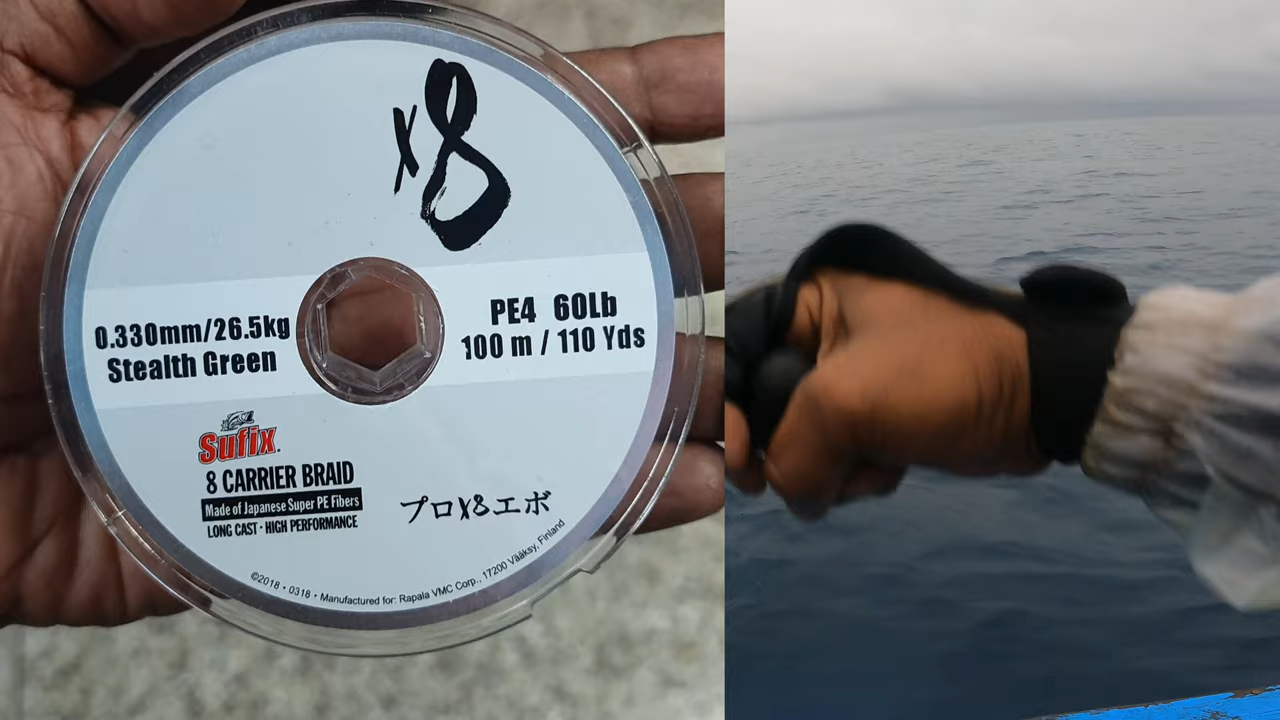 x8
0.330mm/26.5kg
Stealth Green
PE4 60Lb
100 m / 110 Yds
Sufix
8 CARRIER BRAID
Made of Japanese Super PE Fibers
LONG CAST · HIGH PERFORMANCE
プロx8エボ
©2018 • 0318 • Manufactured for: Rapala VMC Corp., 17200 Vääksy, Finland